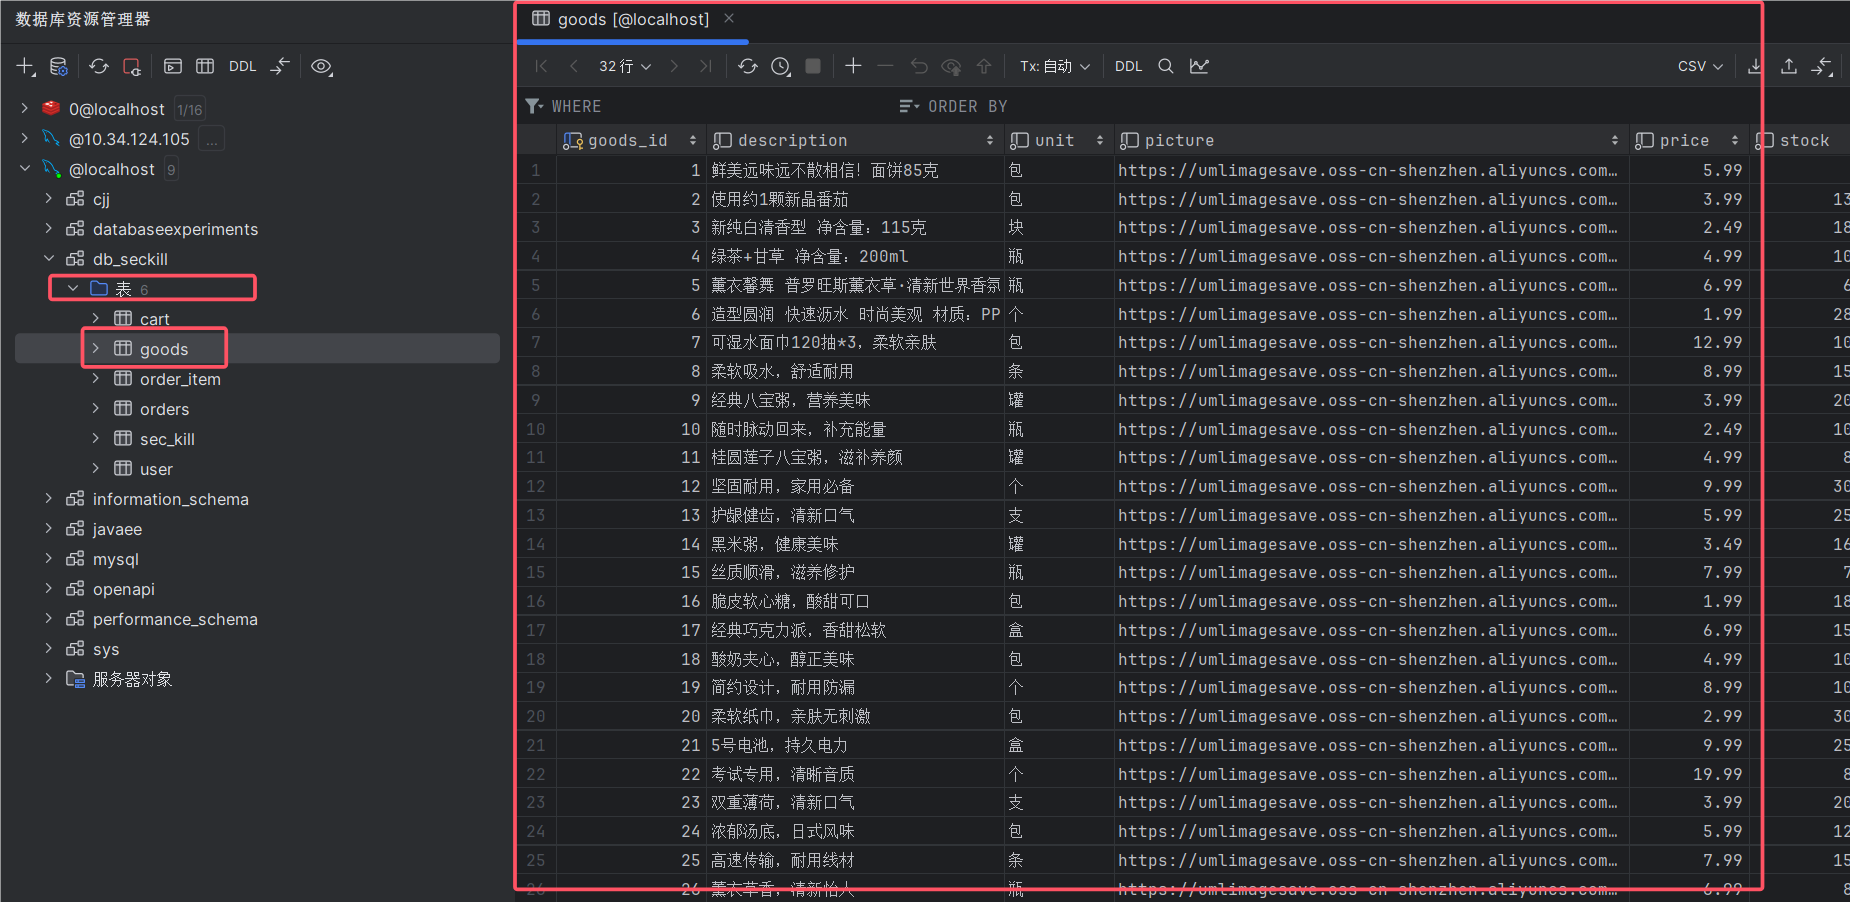 数据库资源管理器
DDL
0@localhost 1/16
@10.34.124.105 ...
@localhost 9
cjj
databaseexperiments
db_seckill
表 6
cart
goods
order_item
orders
sec_kill
user
information_schema
javaee
mysql
openapi
performance_schema
sys
服务器对象
goods [@localhost]
32 行 Tx: 自动 DDL CSV
WHERE ORDER BY
goods_id description unit picture price stock
1 1 鲜美远味远不散相信！面饼85克 包 https://umlimagesave.oss-cn-shenzhen.aliyuncs.com… 5.99
2 2 使用约1颗新晶番茄 包 https://umlimagesave.oss-cn-shenzhen.aliyuncs.com… 3.99 13
3 3 新纯白清香型 净含量：115克 块 https://umlimagesave.oss-cn-shenzhen.aliyuncs.com… 2.49 18
4 4 绿茶+甘草 净含量：200ml 瓶 https://umlimagesave.oss-cn-shenzhen.aliyuncs.com… 4.99 10
5 5 薰衣馨舞 普罗旺斯薰衣草·清新世界香氛 瓶 https://umlimagesave.oss-cn-shenzhen.aliyuncs.com… 6.99 6
6 6 造型圆润 快速沥水 时尚美观 材质：PP 个 https://umlimagesave.oss-cn-shenzhen.aliyuncs.com… 1.99 28
7 7 可湿水面巾120抽*3，柔软亲肤 包 https://umlimagesave.oss-cn-shenzhen.aliyuncs.com… 12.99 10
8 8 柔软吸水，舒适耐用 条 https://umlimagesave.oss-cn-shenzhen.aliyuncs.com… 8.99 15
9 9 经典八宝粥，营养美味 罐 https://umlimagesave.oss-cn-shenzhen.aliyuncs.com… 3.99 20
10 10 随时脉动回来，补充能量 瓶 https://umlimagesave.oss-cn-shenzhen.aliyuncs.com… 2.49 10
11 11 桂圆莲子八宝粥，滋补养颜 罐 https://umlimagesave.oss-cn-shenzhen.aliyuncs.com… 4.99 8
12 12 坚固耐用，家用必备 个 https://umlimagesave.oss-cn-shenzhen.aliyuncs.com… 9.99 30
13 13 护龈健齿，清新口气 支 https://umlimagesave.oss-cn-shenzhen.aliyuncs.com… 5.99 25
14 14 黑米粥，健康美味 罐 https://umlimagesave.oss-cn-shenzhen.aliyuncs.com… 3.49 16
15 15 丝质顺滑，滋养修护 瓶 https://umlimagesave.oss-cn-shenzhen.aliyuncs.com… 7.99 7
16 16 脆皮软心糖，酸甜可口 包 https://umlimagesave.oss-cn-shenzhen.aliyuncs.com… 1.99 18
17 17 经典巧克力派，香甜松软 盒 https://umlimagesave.oss-cn-shenzhen.aliyuncs.com… 6.99 15
18 18 酸奶夹心，醇正美味 包 https://umlimagesave.oss-cn-shenzhen.aliyuncs.com… 4.99 10
19 19 简约设计，耐用防漏 个 https://umlimagesave.oss-cn-shenzhen.aliyuncs.com… 8.99 10
20 20 柔软纸巾，亲肤无刺激 包 https://umlimagesave.oss-cn-shenzhen.aliyuncs.com… 2.99 30
21 21 5号电池，持久电力 盒 https://umlimagesave.oss-cn-shenzhen.aliyuncs.com… 9.99 25
22 22 考试专用，清晰音质 个 https://umlimagesave.oss-cn-shenzhen.aliyuncs.com… 19.99 8
23 23 双重薄荷，清新口气 支 https://umlimagesave.oss-cn-shenzhen.aliyuncs.com… 3.99 20
24 24 浓郁汤底，日式风味 包 https://umlimagesave.oss-cn-shenzhen.aliyuncs.com… 5.99 12
25 25 高速传输，耐用线材 条 https://umlimagesave.oss-cn-shenzhen.aliyuncs.com… 7.99 15
26 26 薰衣草香，清新怡人 瓶 https://umlimagesave.oss-cn-shenzhen.aliyuncs.com… 6.99 8